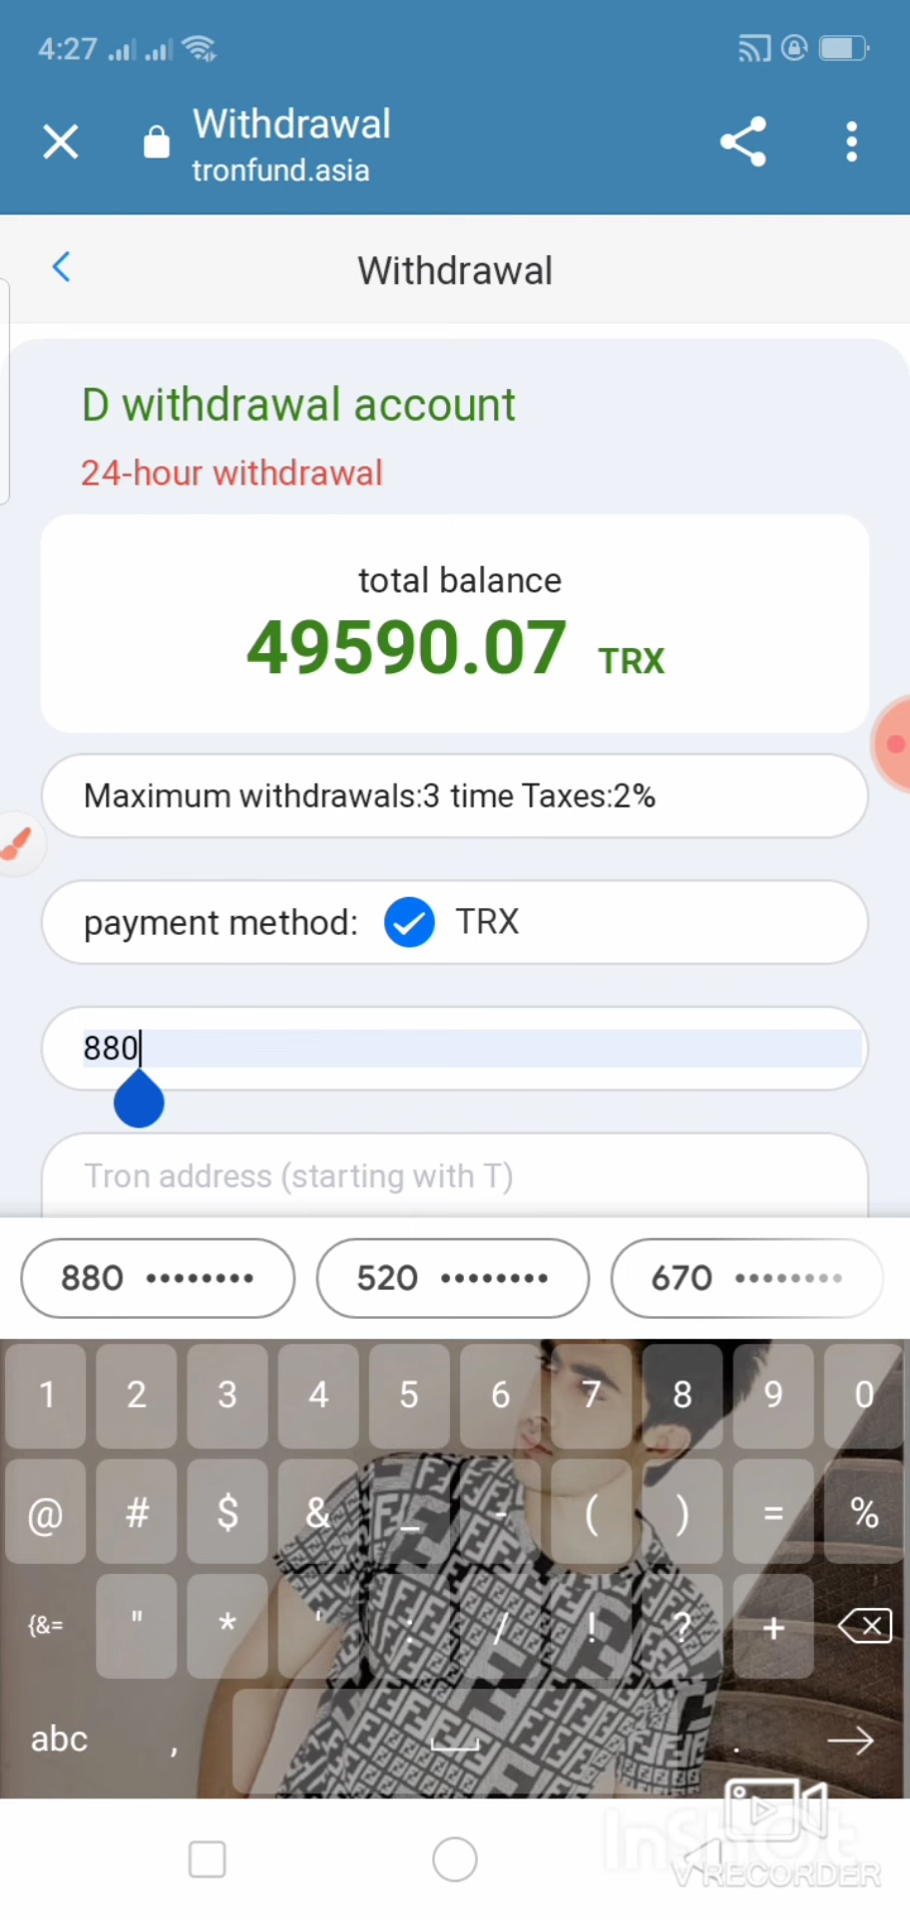 4:27
Withdrawal
tronfund.asia
Withdrawal
D withdrawal account
24-hour withdrawal
total balance
49590.07 TRX
Maximum withdrawals:3 time Taxes:2%
payment method: TRX
880
Tron address (starting with T)
880 •••••••• 520 •••••••• 670 ••••••••
1 2 3 4 5 6 7 8 9 0
@ # $ & _ - ( ) = %
{&= " * ' : / ! ? +
abc , .
InShot
V RECORDER